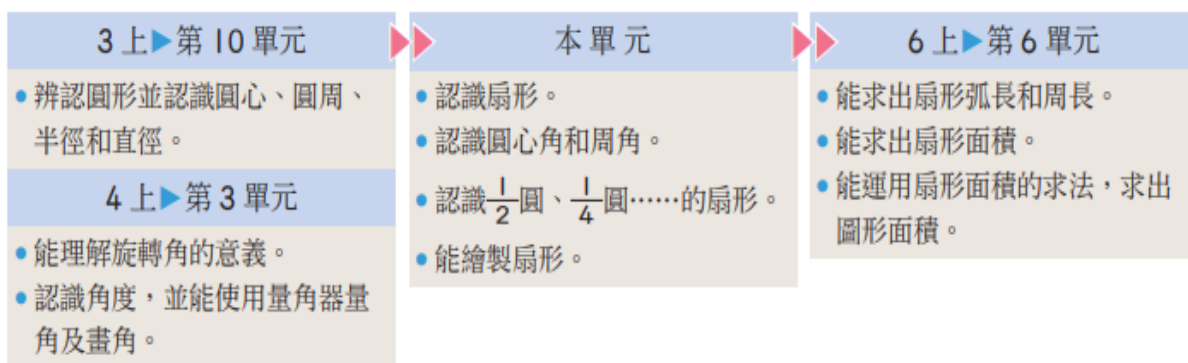 3上▶第10單元
• 辨認圓形並認識圓心、圓周、
半徑和直徑。
4上▶第3單元
• 能理解旋轉角的意義。
• 認識角度，並能使用量角器量
角及畫角。
本單元
• 認識扇形。
• 認識圓心角和周角。
• 認識1/2圓、1/4圓……的扇形。
• 能繪製扇形。
6上▶第6單元
• 能求出扇形弧長和周長。
• 能求出扇形面積。
• 能運用扇形面積的求法，求出
圖形面積。